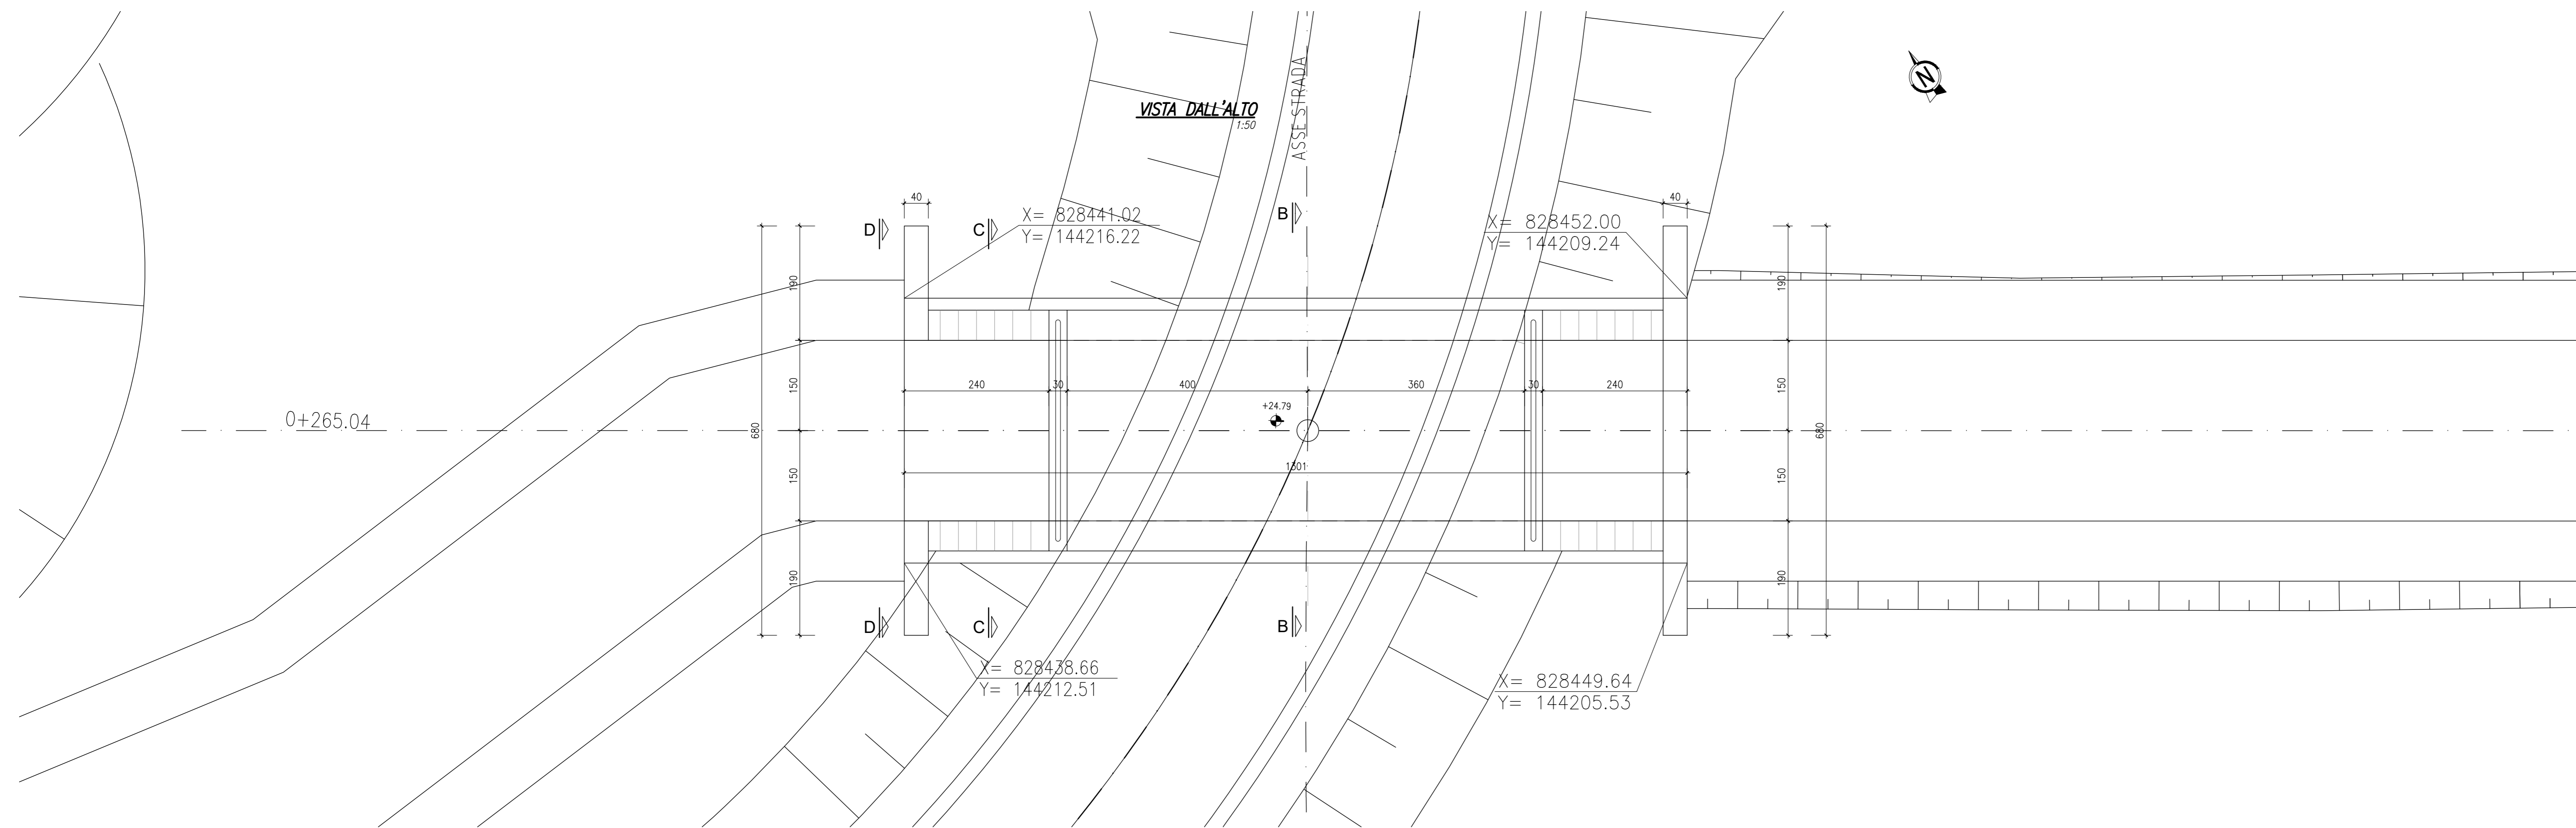 ASSE STRADA
N
VISTA DALL'ALTO
1:50
40
40
D
C
B
X= 828441.02
Y= 144216.22
X= 828452.00
Y= 144209.24
190
190
150
150
240
30
400
360
30
240
+24.79
0+265.04
680
680
1301
150
150
190
190
D
C
B
X= 828438.66
Y= 144212.51
X= 828449.64
Y= 144205.53